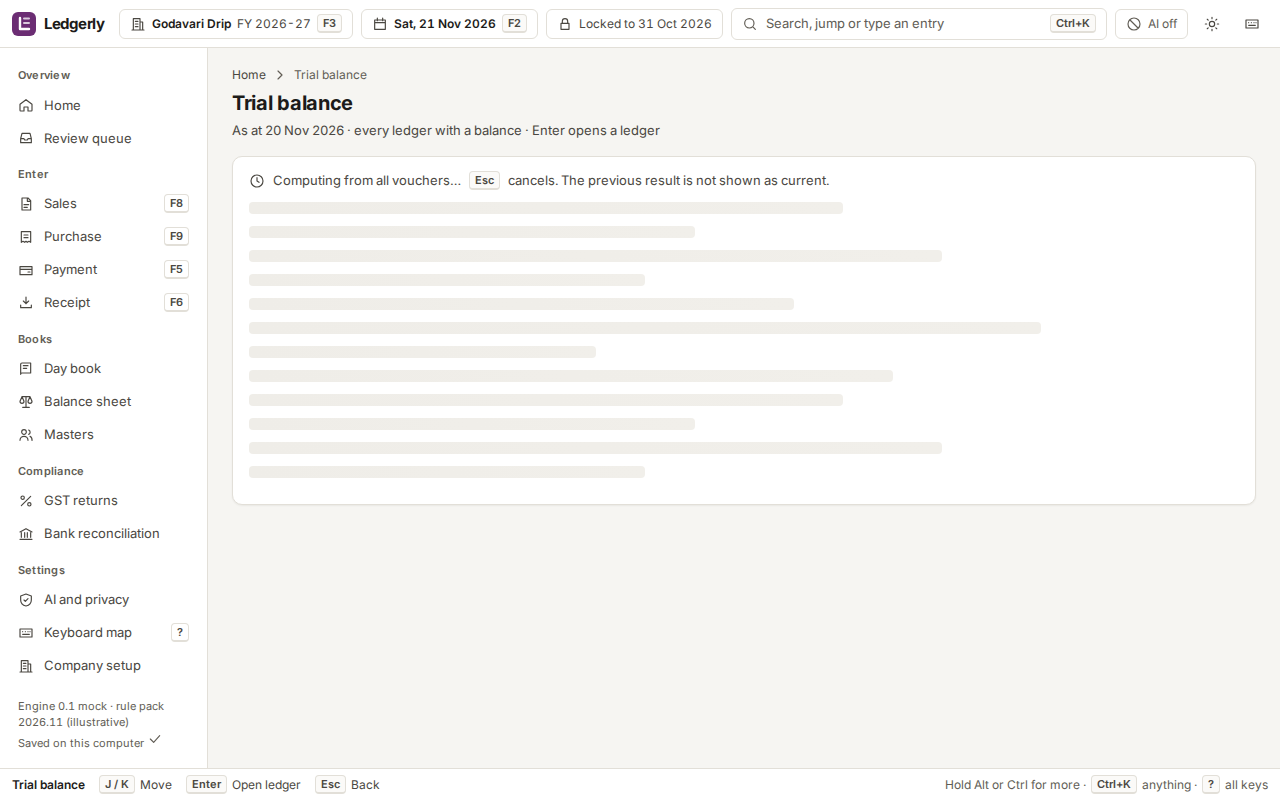 Ledgerly
Godavari Drip FY 2026-27 F3
Sat, 21 Nov 2026 F2
Locked to 31 Oct 2026
Search, jump or type an entry Ctrl+K
AI off
Overview
Home
Review queue
Enter
Sales F8
Purchase F9
Payment F5
Receipt F6
Books
Day book
Balance sheet
Masters
Compliance
GST returns
Bank reconciliation
Settings
AI and privacy
Keyboard map ?
Company setup
Engine 0.1 mock · rule pack
2026.11 (illustrative)
Saved on this computer
Home > Trial balance
Trial balance
As at 20 Nov 2026 · every ledger with a balance · Enter opens a ledger
Computing from all vouchers… Esc cancels. The previous result is not shown as current.
Trial balance J / K Move Enter Open ledger Esc Back
Hold Alt or Ctrl for more · Ctrl+K anything · ? all keys